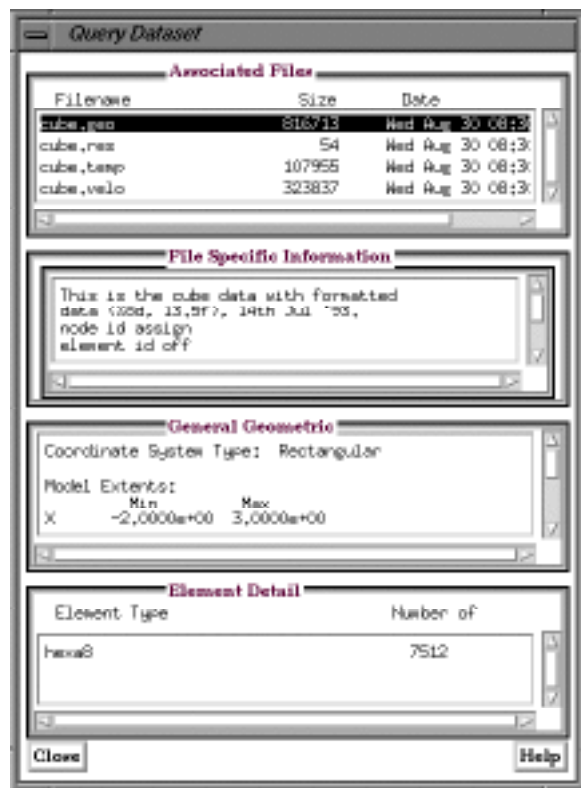 Query Dataset
Associated Files
Filename Size Date
cube.geo 816713 Wed Aug 30 08:3
cube.res 54 Wed Aug 30 08:3
cube.temp 107955 Wed Aug 30 08:3
cube.velo 323837 Wed Aug 30 08:3
File Specific Information
This is the cube data with formatted
data 14th Jul '93.
node id assign
element id off
General Geometric
Coordinate System Type: Rectangular
Model Extents:
Min Max
X -2.0000e+00 3.0000e+00
Element Detail
Element Type Number of
hexa8 7512
Close Help